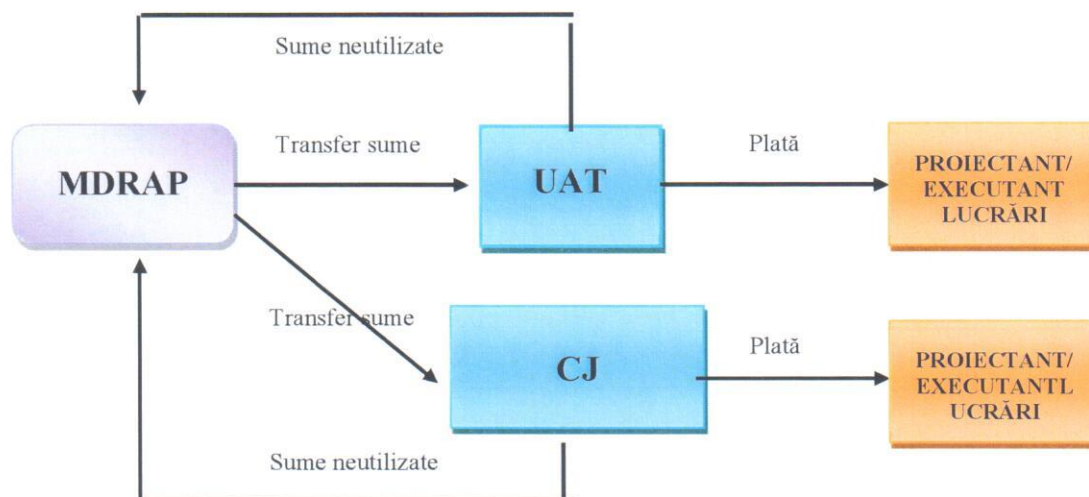 Sume neutilizate
Transfer sume
Plată
MDRAP
UAT
PROIECTANT/
EXECUTANT
LUCRĂRI
Transfer sume
Plată
CJ
PROIECTANT/
EXECUTANTL
UCRĂRI
Sume neutilizate